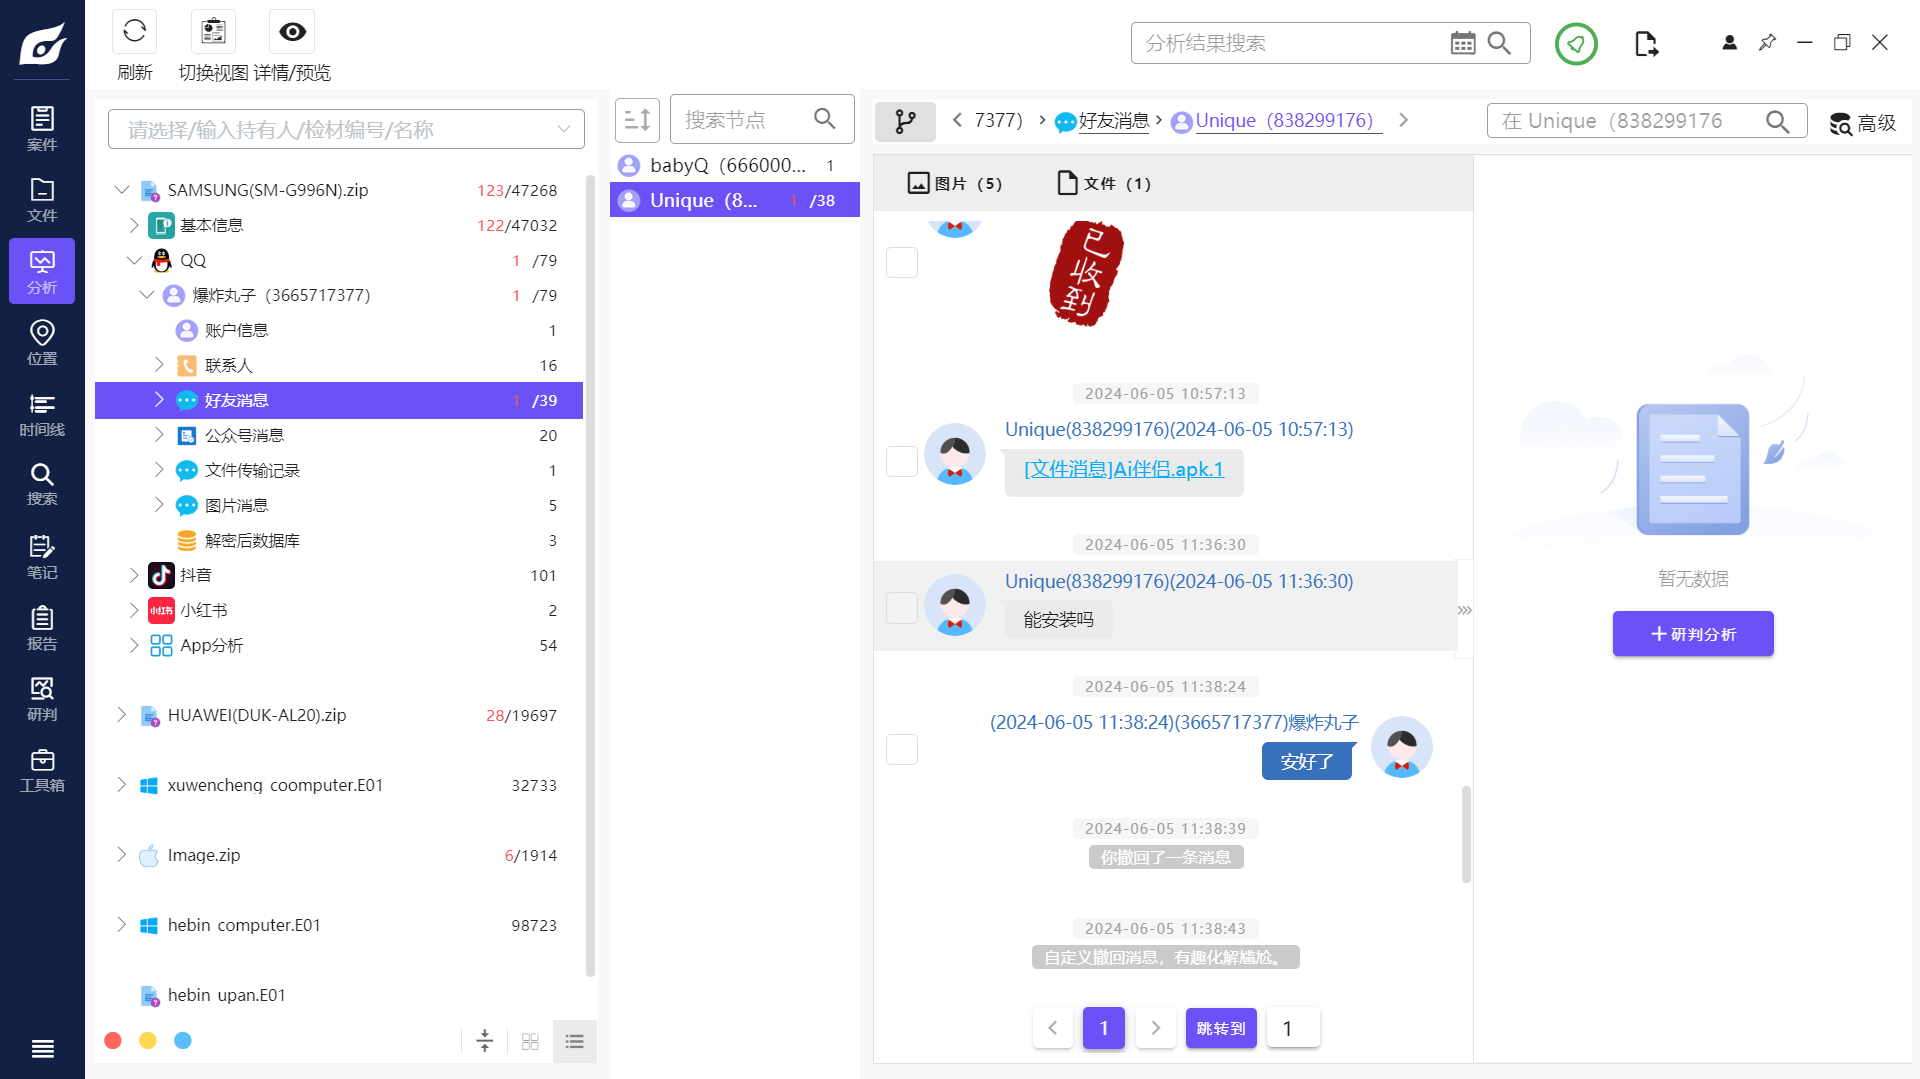 刷新
切换视图
详情/预览
分析结果搜索
案件
文件
分析
位置
时间线
搜索
笔记
报告
研判
工具箱
请选择/输入持有人/检材编号/名称
SAMSUNG(SM-G996N).zip 123/47268
基本信息 122/47032
QQ 1 /79
爆炸丸子（3665717377） 1 /79
账户信息 1
联系人 16
好友消息 1 /39
公众号消息 20
文件传输记录 1
图片消息 5
解密后数据库 3
抖音 101
小红书 小红书 2
App分析 54
HUAWEI(DUK-AL20).zip 28/19697
xuwencheng coomputer.E01 32733
Image.zip 6/1914
hebin computer.E01 98723
hebin upan.E01
搜索节点
babyQ（666000... 1
Unique（8... 1 /38
7377） 好友消息 Unique（838299176）
在 Unique（838299176
高级
图片（5） 文件（1）
已收到
2024-06-05 10:57:13
Unique(838299176)(2024-06-05 10:57:13)
[文件消息]Ai伴侣.apk.1
2024-06-05 11:36:30
Unique(838299176)(2024-06-05 11:36:30)
能安装吗
2024-06-05 11:38:24
(2024-06-05 11:38:24)(3665717377)爆炸丸子
安好了
2024-06-05 11:38:39
你撤回了一条消息
2024-06-05 11:38:43
自定义撤回消息，有趣化解尴尬。
1 跳转到 1
暂无数据
研判分析